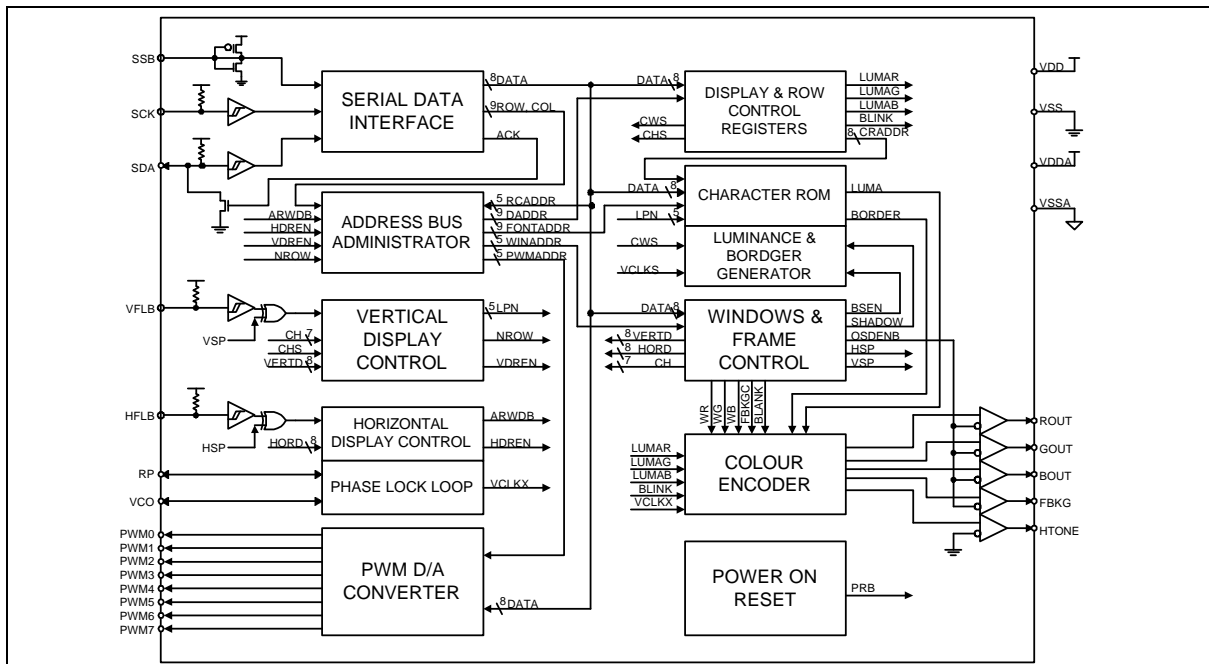 SSB
SCK
SDA
SERIAL DATA
INTERFACE
8 DATA
9 ROW, COL
ACK
ARWDB
HDREN
VDREN
NROW
ADDRESS BUS
ADMINISTRATOR
5 RCADDR
9 DADDR
9 FONTADDR
5 WINADDR
5 PWMADDR
VFLB
VSP
CH 7
CHS
VERTD 8
VERTICAL
DISPLAY
CONTROL
5 LPN
NROW
VDREN
HFLB
HSP
HORD 8
HORIZONTAL
DISPLAY CONTROL
ARWDB
HDREN
RP
VCO
PHASE LOCK LOOP
VCLKX
PWM0
PWM1
PWM2
PWM3
PWM4
PWM5
PWM6
PWM7
PWM D/A
CONVERTER
8 DATA
DATA 8
CWS
CHS
DISPLAY & ROW
CONTROL
REGISTERS
LUMAR
LUMAG
LUMAB
BLINK
8 CRADDR
DATA 8
LPN 5
CWS
VCLKS
CHARACTER ROM
LUMINANCE &
BORDGER
GENERATOR
LUMA
BORDER
DATA 8
8 VERTD
8 HORD
7 CH
WINDOWS &
FRAME
CONTROL
BSEN
SHADOW
OSDENB
HSP
VSP
WR
WG
WB
FBKGC
BLANK
LUMAR
LUMAG
LUMAB
BLINK
VCLKX
COLOUR
ENCODER
POWER ON
RESET
PRB
VDD
VSS
VDDA
VSSA
ROUT
GOUT
BOUT
FBKG
HTONE